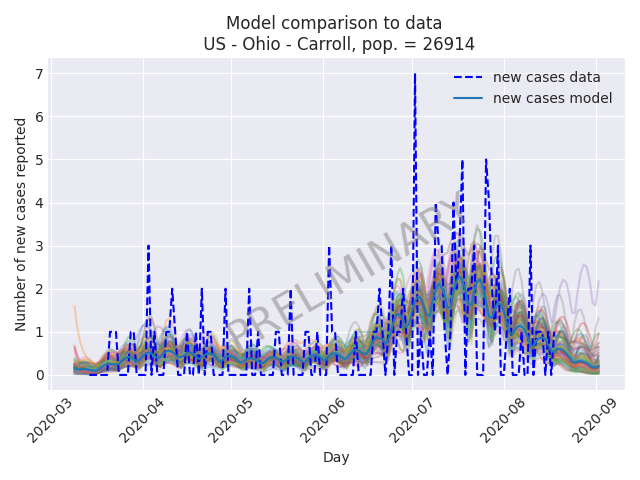 Model comparison to data
US - Ohio - Carroll, pop. = 26914
Number of new cases reported
7
6
5
4
3
2
1
0
new cases data
new cases model
PRELIMINARY
2020-03
2020-04
2020-05
2020-06
2020-07
2020-08
2020-09
Day